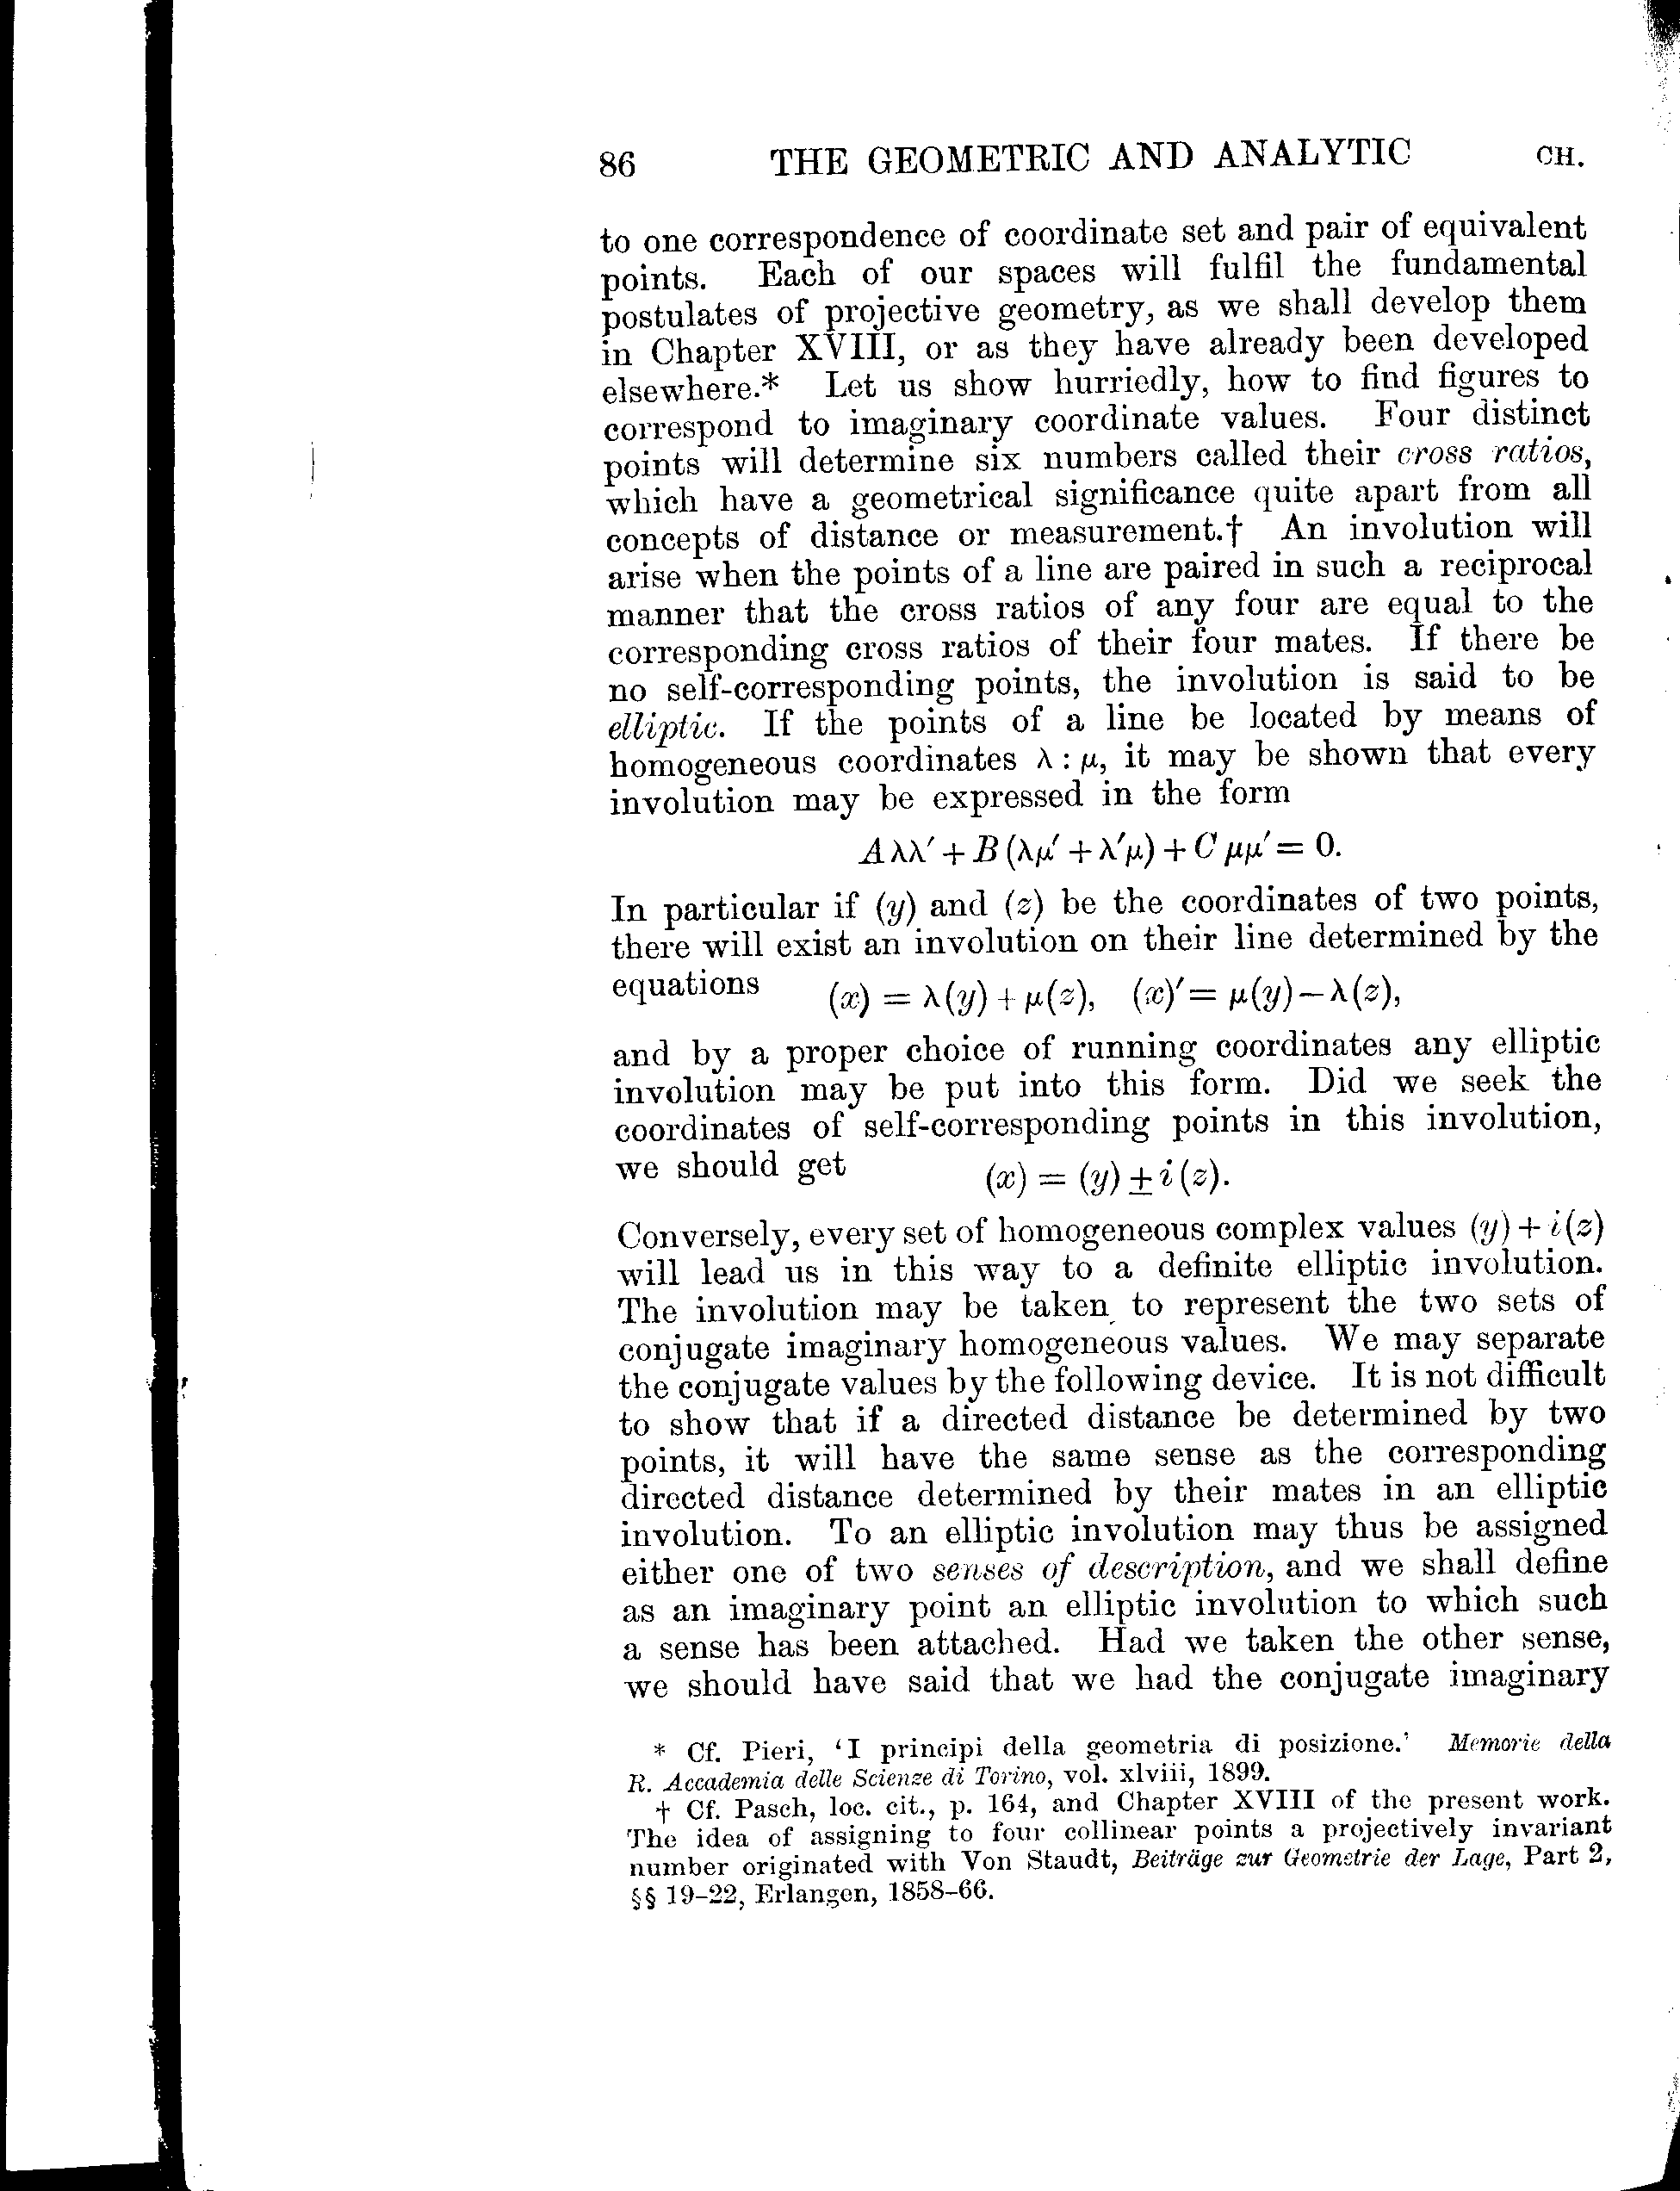 86 THE GEOMETRIC AND ANALYTIC CH.
to one correspondence of coordinate set and pair of equivalent
points. Each of our spaces will fulfil the fundamental
postulates of projective geometry, as we shall develop them
in Chapter XVIII, or as they have already been developed
elsewhere.* Let us show hurriedly, how to find figures to
correspond to imaginary coordinate values. Four distinct
points will determine six numbers called their cross ratios,
which have a geometrical significance quite apart from all
concepts of distance or measurement.† An involution will
arise when the points of a line are paired in such a reciprocal
manner that the cross ratios of any four are equal to the
corresponding cross ratios of their four mates. If there be
no self-corresponding points, the involution is said to be
elliptic. If the points of a line be located by means of
homogeneous coordinates λ : μ, it may be shown that every
involution may be expressed in the form
Aλλ′ + B(λμ′ + λ′μ) + Cμμ′ = 0.
In particular if (y) and (z) be the coordinates of two points,
there will exist an involution on their line determined by the
equations (x) = λ(y) + μ(z), (x)′ = μ(y) − λ(z),
and by a proper choice of running coordinates any elliptic
involution may be put into this form. Did we seek the
coordinates of self-corresponding points in this involution,
we should get (x) = (y) ± i(z).
Conversely, every set of homogeneous complex values (y) + i(z)
will lead us in this way to a definite elliptic involution.
The involution may be taken to represent the two sets of
conjugate imaginary homogeneous values. We may separate
the conjugate values by the following device. It is not difficult
to show that if a directed distance be determined by two
points, it will have the same sense as the corresponding
directed distance determined by their mates in an elliptic
involution. To an elliptic involution may thus be assigned
either one of two senses of description, and we shall define
as an imaginary point an elliptic involution to which such
a sense has been attached. Had we taken the other sense,
we should have said that we had the conjugate imaginary
* Cf. Pieri, 'I principi della geometria di posizione.' Memorie della
R. Accademia delle Scienze di Torino, vol. xlviii, 1899.
† Cf. Pasch, loc. cit., p. 164, and Chapter XVIII of the present work.
The idea of assigning to four collinear points a projectively invariant
number originated with Von Staudt, Beiträge zur Geometrie der Lage, Part 2,
§§ 19–22, Erlangen, 1858–66.